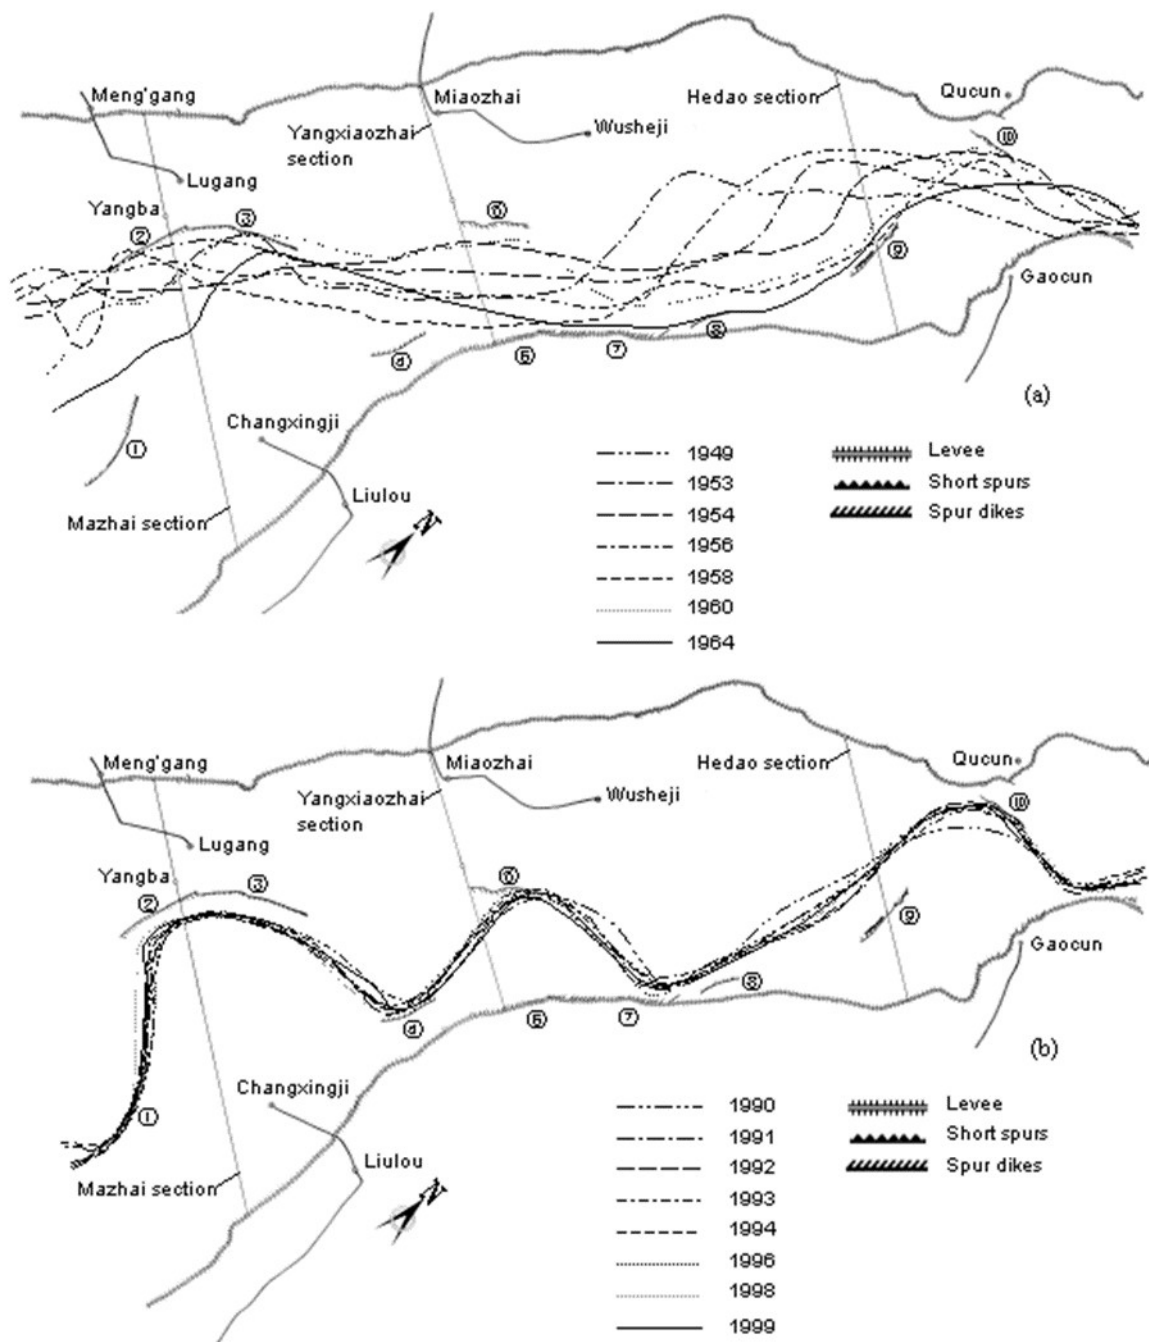 Meng'gang
Miaozhai
Hedao section
Qucun
Yangxiaozhai
section
Wusheji
Lugang
⑩
Yangba
②
③
⑥
⑨
Gaocun
④
⑤
⑦
⑧
(a)
Changxingji
①
Liulou
Mazhai section
N
1949
1953
1954
1956
1958
1960
1964
Levee
Short spurs
Spur dikes
Meng'gang
Miaozhai
Hedao section
Qucun
Yangxiaozhai
section
Wusheji
⑩
Lugang
Yangba
②
③
⑥
⑨
Gaocun
④
⑤
⑦
⑧
(b)
Changxingji
①
Liulou
Mazhai section
N
1990
1991
1992
1993
1994
1996
1998
1999
Levee
Short spurs
Spur dikes